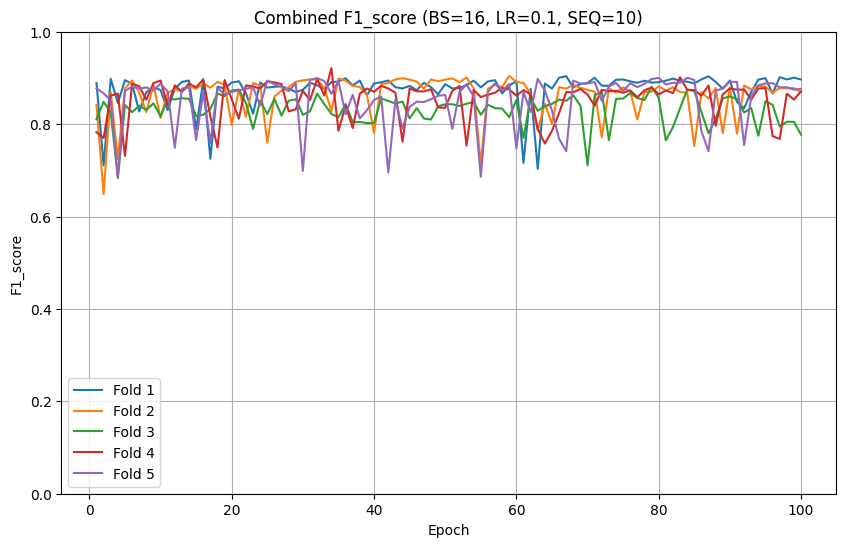 Combined F1_score (BS=16, LR=0.1, SEQ=10)
1.0
0.8
0.6
0.4
0.2
0.0
F1_score
Fold 1
Fold 2
Fold 3
Fold 4
Fold 5
0 20 40 60 80 100
Epoch